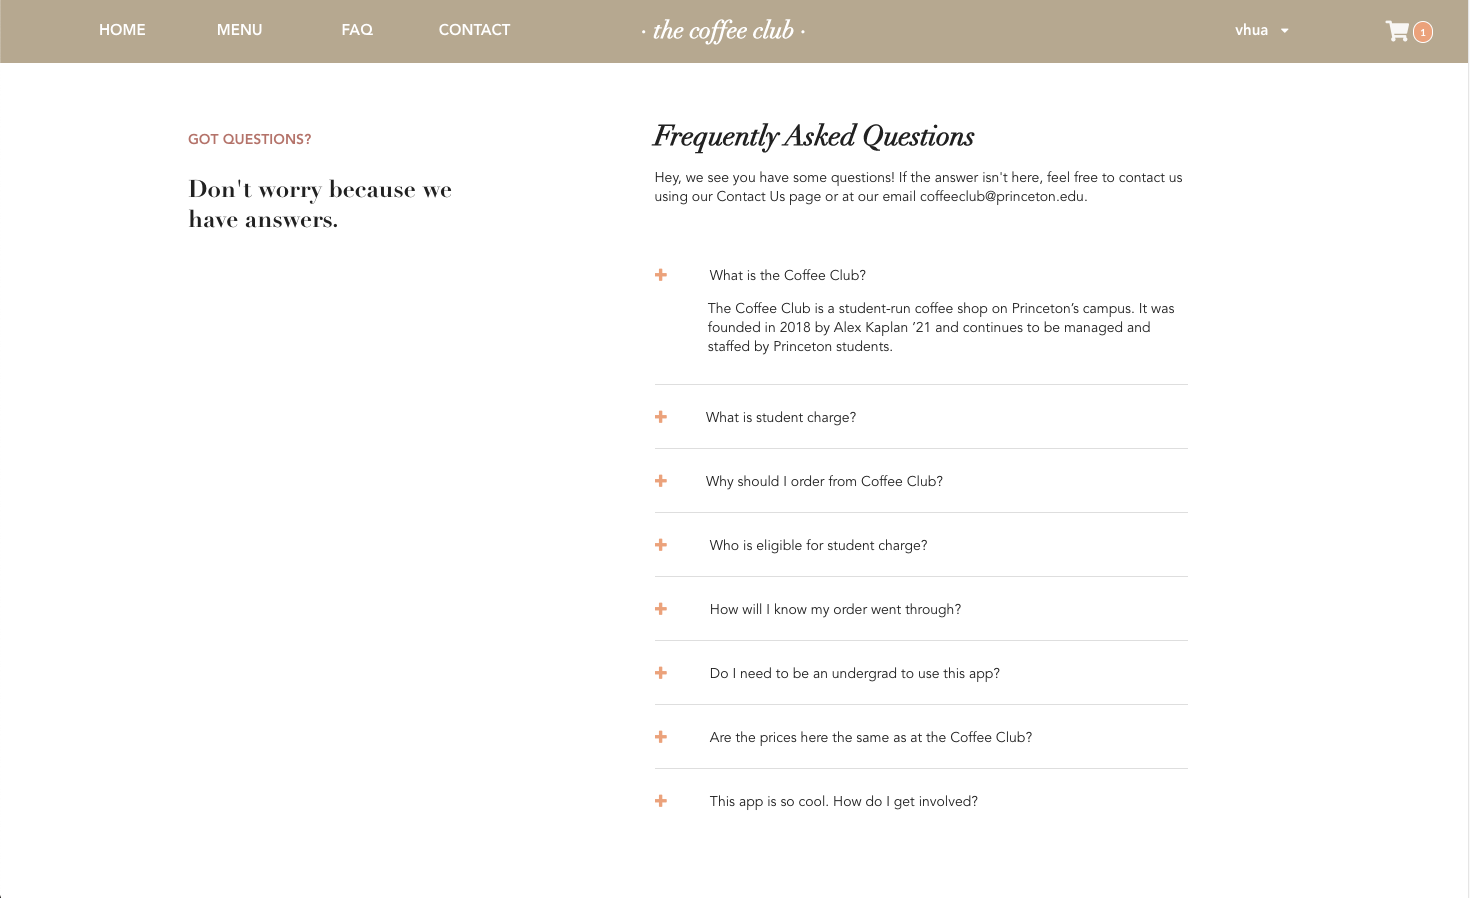 HOME MENU FAQ CONTACT · the coffee club · vhua 1
GOT QUESTIONS?
Don't worry because we
have answers.
Frequently Asked Questions
Hey, we see you have some questions! If the answer isn't here, feel free to contact us
using our Contact Us page or at our email coffeeclub@princeton.edu.
What is the Coffee Club?
The Coffee Club is a student-run coffee shop on Princeton’s campus. It was
founded in 2018 by Alex Kaplan ’21 and continues to be managed and
staffed by Princeton students.
What is student charge?
Why should I order from Coffee Club?
Who is eligible for student charge?
How will I know my order went through?
Do I need to be an undergrad to use this app?
Are the prices here the same as at the Coffee Club?
This app is so cool. How do I get involved?